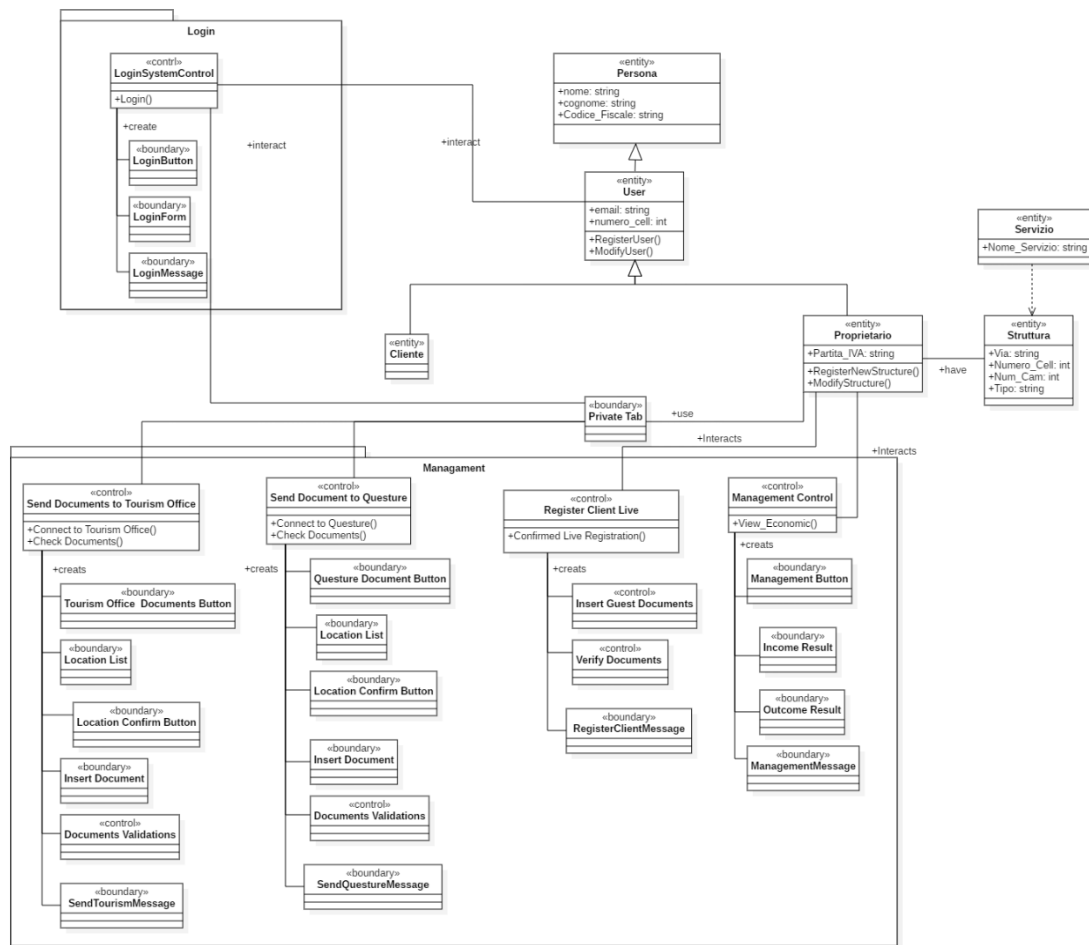 Login
«contrl»
LoginSystemControl
+Login()
+create
+interact
«boundary»
LoginButton
«boundary»
LoginForm
«boundary»
LoginMessage
+interact
«entity»
Persona
+nome: string
+cognome: string
+Codice_Fiscale: string
«entity»
User
+email: string
+numero_cell: int
+RegisterUser()
+ModifyUser()
«entity»
Servizio
+Nome_Servizio: string
«entity»
Cliente
«entity»
Proprietario
+Partita_IVA: string
+RegisterNewStructure()
+ModifyStructure()
+have
«entity»
Struttura
+Via: string
+Numero_Cell: int
+Num_Cam: int
+Tipo: string
«boundary»
Private Tab
+use
+Interacts
+Interacts
Managament
«control»
Send Documents to Tourism Office
+Connect to Tourism Office()
+Check Documents()
+creats
«boundary»
Tourism Office Documents Button
«boundary»
Location List
«boundary»
Location Confirm Button
«boundary»
Insert Document
«control»
Documents Validations
«boundary»
SendTourismMessage
«control»
Send Document to Questure
+Connect to Questure()
+Check Documents()
+creats
«boundary»
Questure Document Button
«boundary»
Location List
«boundary»
Location Confirm Button
«boundary»
Insert Document
«control»
Documents Validations
«boundary»
SendQuestureMessage
«control»
Register Client Live
+Confirmed Live Registration()
+creats
«control»
Insert Guest Documents
«control»
Verify Documents
«boundary»
RegisterClientMessage
«control»
Management Control
+View_Economic()
+creats
«boundary»
Management Button
«boundary»
Income Result
«boundary»
Outcome Result
«boundary»
ManagementMessage